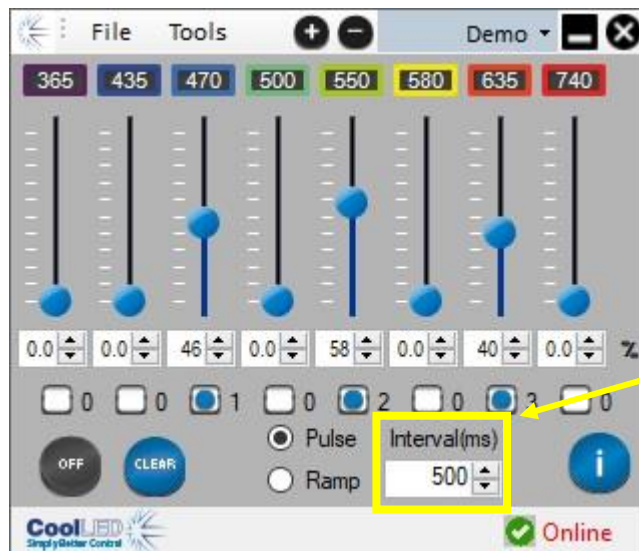 File Tools Demo
365 435 470 500 550 580 635 740
0.0 0.0 46 0.0 58 0.0 40 0.0 %
0 0 1 0 2 0 3 0
OFF CLEAR Pulse Interval(ms) i
Ramp 500
CoolLED Online
Simply Better Control